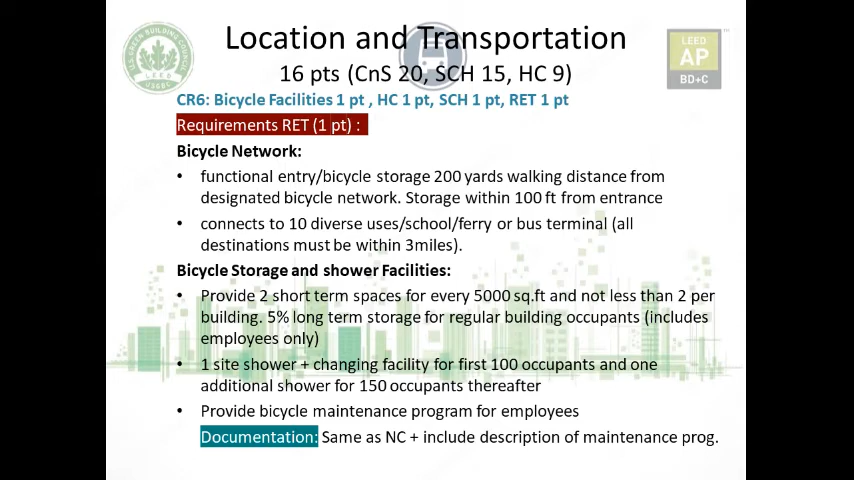 Location and Transportation
16 pts (CnS 20, SCH 15, HC 9)
CR6: Bicycle Facilities 1 pt , HC 1 pt, SCH 1 pt, RET 1 pt
Requirements RET (1 pt) :
Bicycle Network:
• functional entry/bicycle storage 200 yards walking distance from
designated bicycle network. Storage within 100 ft from entrance
• connects to 10 diverse uses/school/ferry or bus terminal (all
destinations must be within 3miles).
Bicycle Storage and shower Facilities:
• Provide 2 short term spaces for every 5000 sq.ft and not less than 2 per
building. 5% long term storage for regular building occupants (includes
employees only)
• 1 site shower + changing facility for first 100 occupants and one
additional shower for 150 occupants thereafter
• Provide bicycle maintenance program for employees
Documentation: Same as NC + include description of maintenance prog.
U.S. GREEN BUILDING COUNCIL
LEED
USGBC
LEED
AP
BD+C